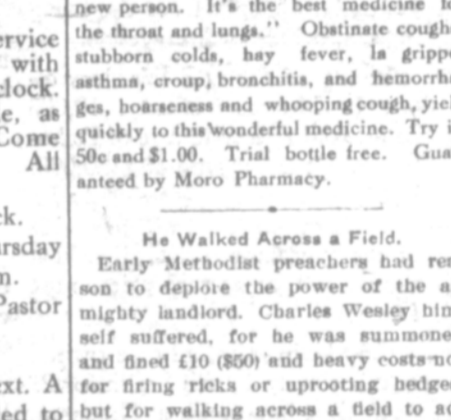 ervice
with
clock.
e, as
Come
All
k.
ursday
n.
Pastor
ext. A
ed to
new person. It's the best medicine fo
the throat and lungs." Obstinate cough
stubborn colds, hay fever, la gripp
asthma, croup, bronchitis, and hemorrh
ges, hoarseness and whooping cough, yiel
quickly to this wonderful medicine. Try i
50c and $1.00. Trial bottle free. Gua
anteed by Moro Pharmacy.
He Walked Across a Field.
Early Methodist preachers had rea
son to deplore the power of the a
mighty landlord. Charles Wesley him
self suffered, for he was summone
and fined £10 ($50) and heavy costs no
for firing ricks or uprooting hedge
but for walking across a field to ad